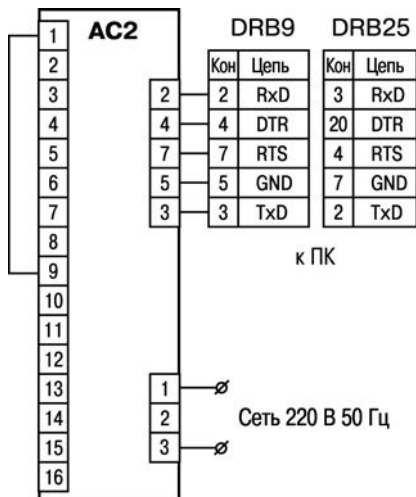 AC2 DRB9 DRB25
1
2 Кон Цепь Кон Цепь
3 2 2 RxD 3 RxD
4 4 4 DTR 20 DTR
5 7 7 RTS 4 RTS
6 5 5 GND 7 GND
7 3 3 TxD 2 TxD
8
к ПК
9
10
11
12
13 1
14 2 Сеть 220 В 50 Гц
15 3
16